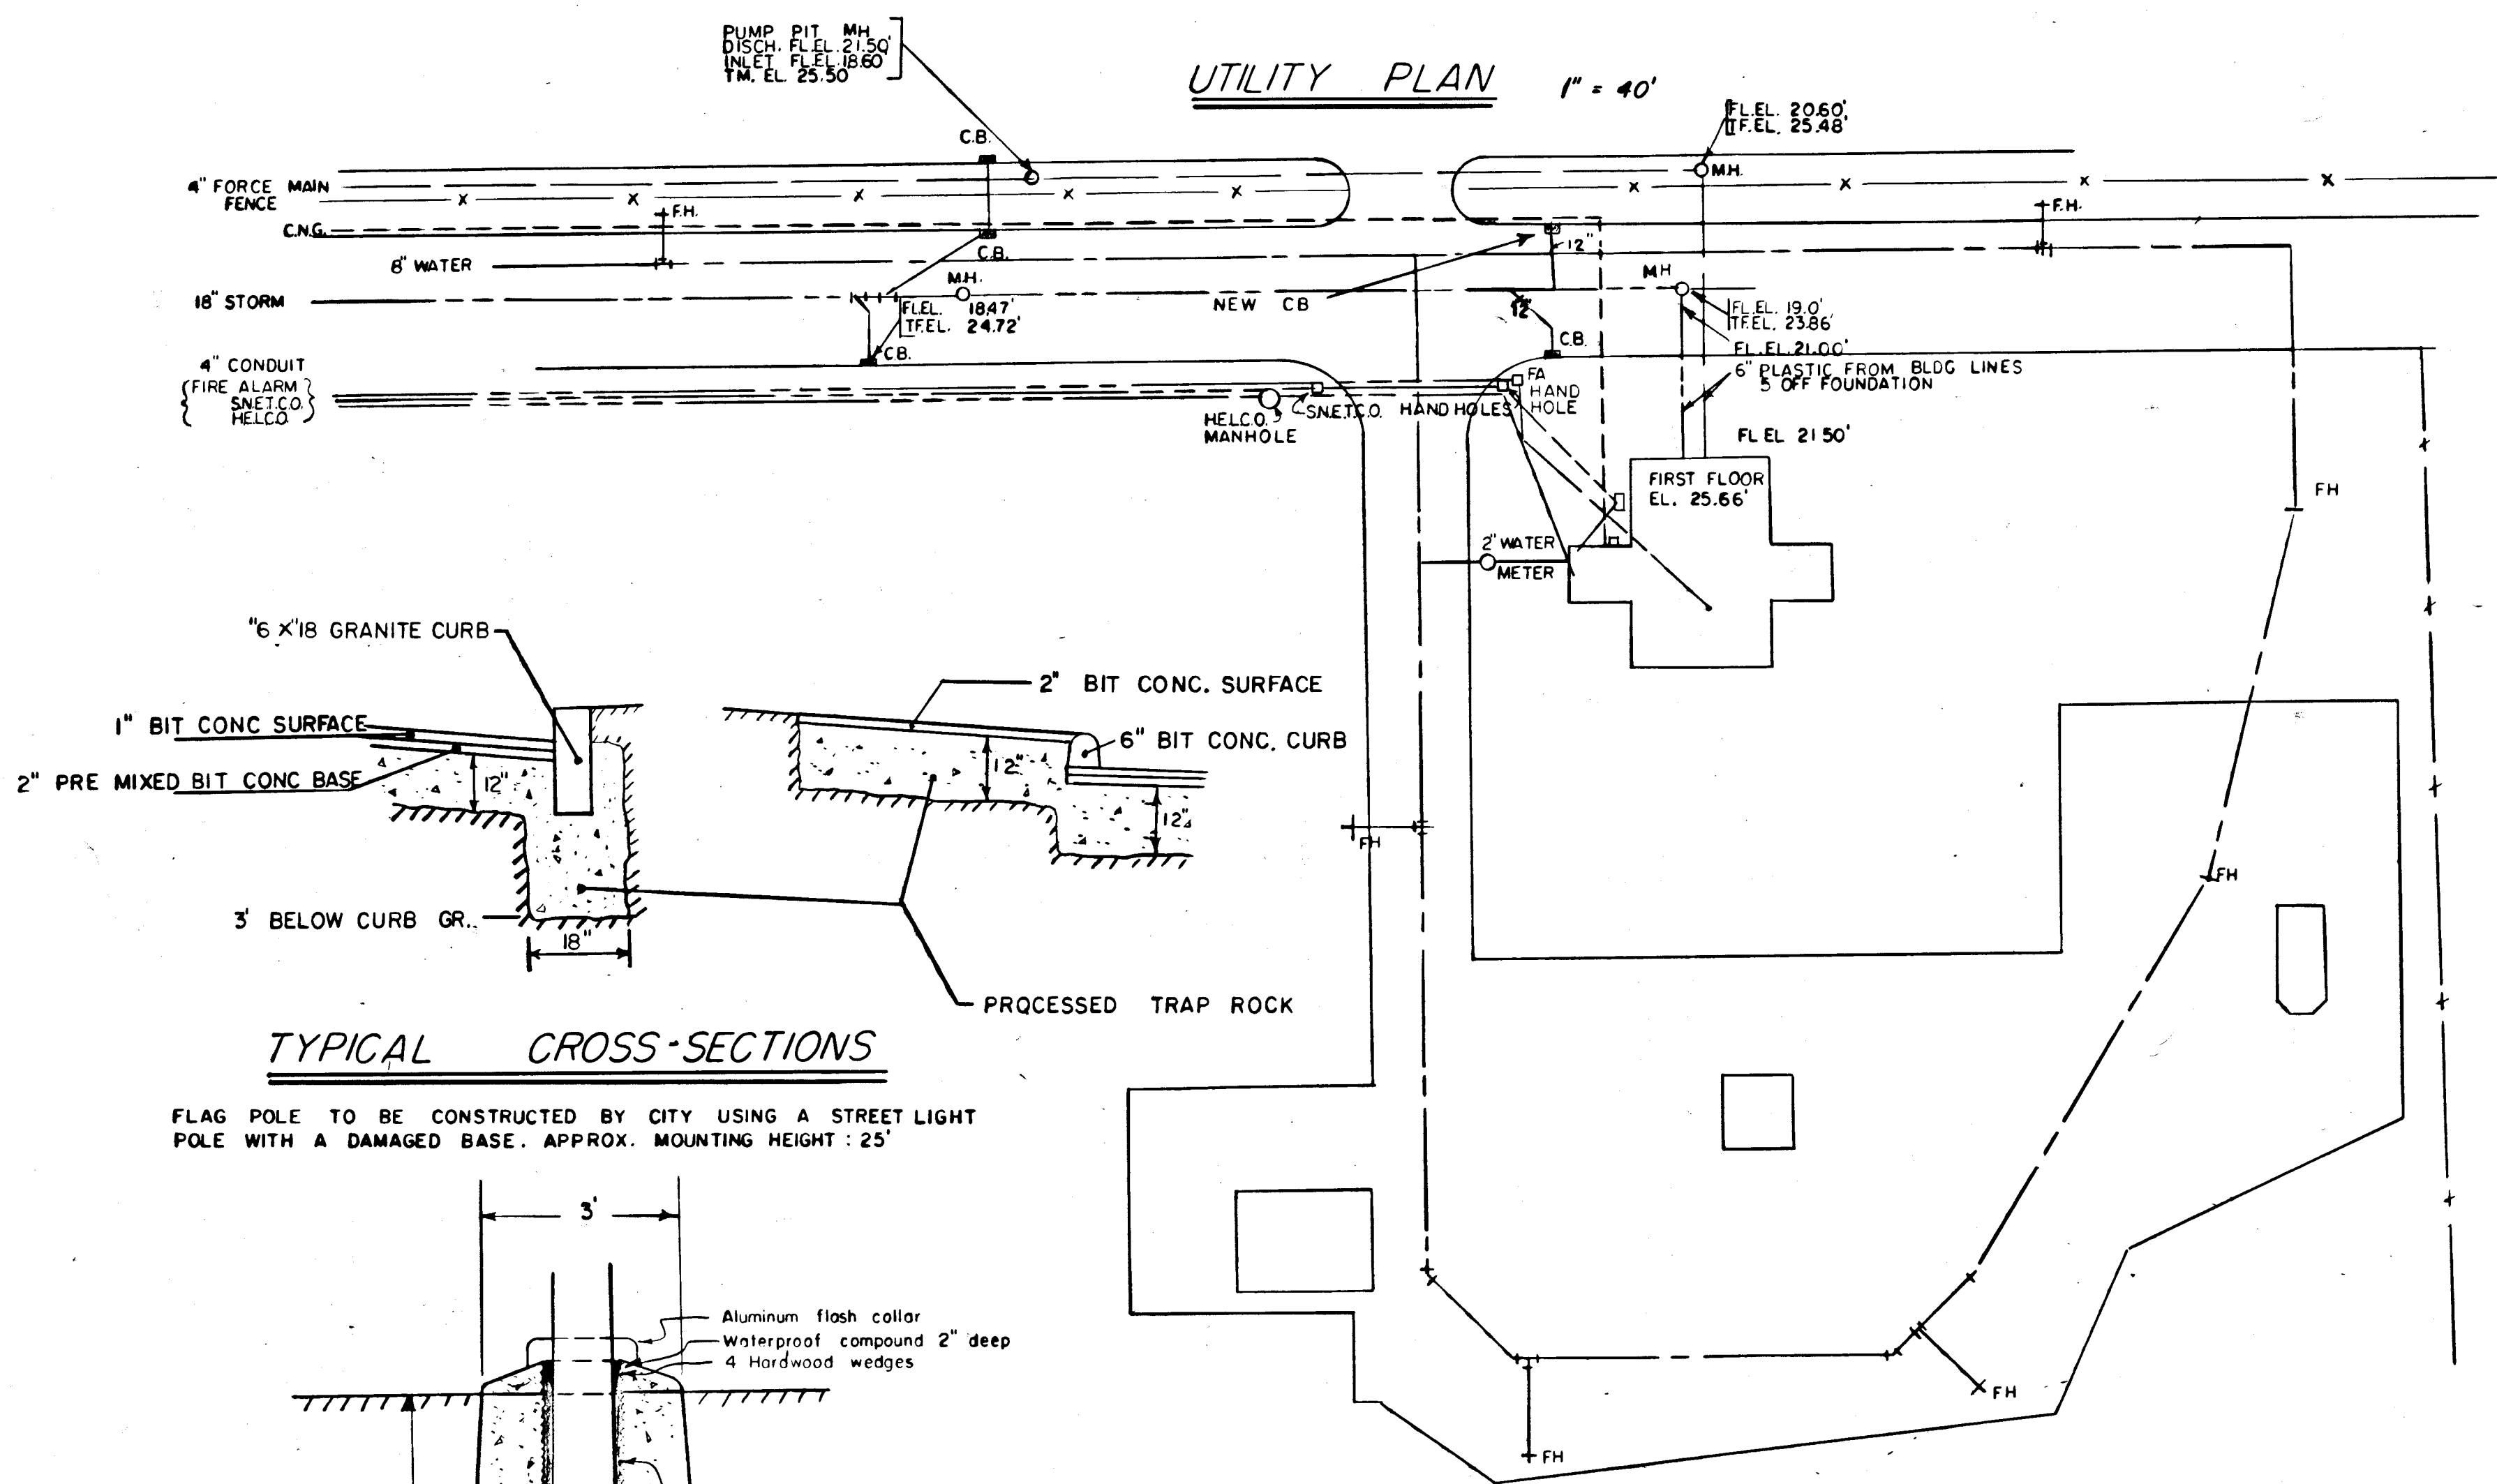 PUMP PIT MH
DISCH. FL.EL. 21.50'
INLET FL.EL. 18.60'
TM. EL. 25.50'
UTILITY PLAN 1" = 40'
FL.EL. 20.60'
TF.EL. 25.48'
C.B.
M.H.
4" FORCE MAIN
FENCE
F.H.
F.H.
C.N.G.
C.B.
12"
8" WATER
M.H.
MH
18" STORM
FL.EL. 18.47'
TF.EL. 24.72'
NEW CB
12"
FL.EL. 19.0'
TF.EL. 23.86'
C.B.
C.B.
FL.EL. 21.00'
4" CONDUIT
FIRE ALARM
S.N.E.T.CO.
HELCO.
6" PLASTIC FROM BLDG LINES
5 OFF FOUNDATION
FA
HAND
HOLE
S.N.E.T.CO. HAND HOLES
H.E.L.C.O.
MANHOLE
FL EL 21 50'
FIRST FLOOR
EL. 25.66'
FH
2" WATER
METER
"6 X"18 GRANITE CURB
2" BIT CONC. SURFACE
1" BIT CONC SURFACE
6" BIT CONC. CURB
2" PRE MIXED BIT CONC BASE
12"
12"
12"
FH
FH
3' BELOW CURB GR.
18"
PROCESSED TRAP ROCK
TYPICAL CROSS-SECTIONS
FLAG POLE TO BE CONSTRUCTED BY CITY USING A STREET LIGHT
POLE WITH A DAMAGED BASE. APPROX. MOUNTING HEIGHT : 25'
3'
Aluminum flash collar
Waterproof compound 2" deep
4 Hardwood wedges
FH
FH